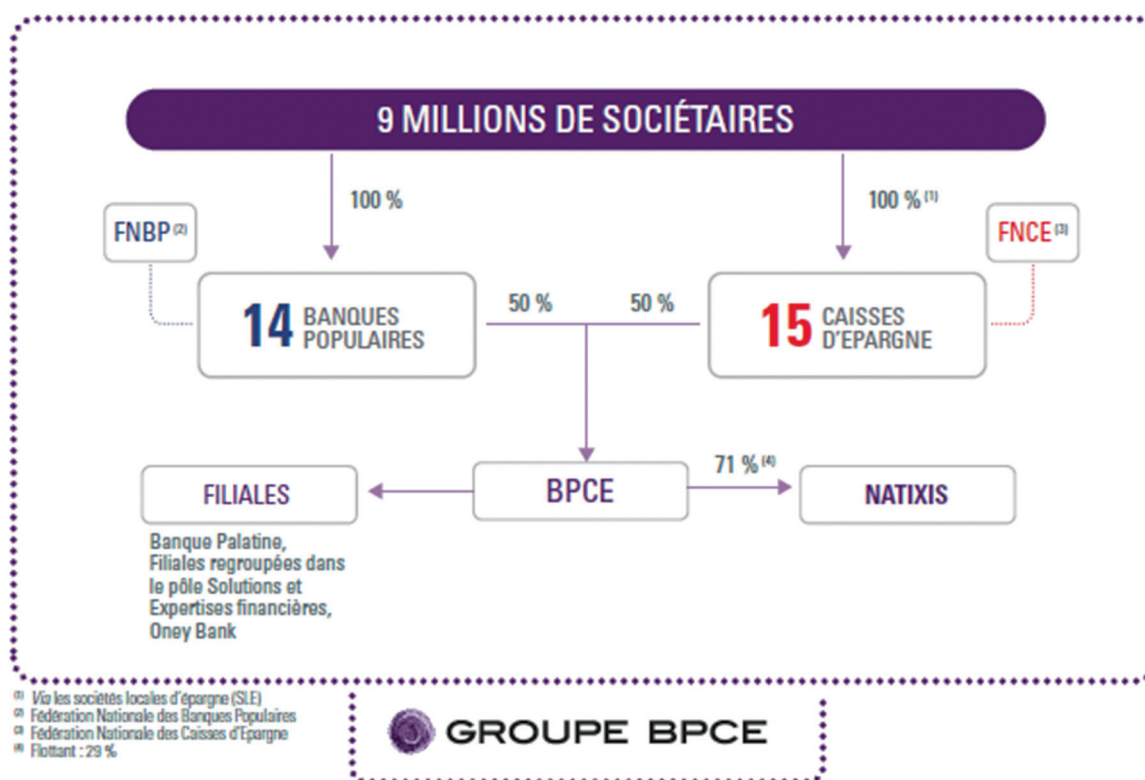 9 MILLIONS DE SOCIÉTAIRES
100 %
100 % (1)
FNBP (2)
FNCE (3)
14 BANQUES
POPULAIRES
50 %
50 %
15 CAISSES
D'EPARGNE
71 % (4)
FILIALES
BPCE
NATIXIS
Banque Palatine,
Filiales regroupées dans
le pôle Solutions et
Expertises financières,
Oney Bank
(1) Via les sociétés locales d'épargne (SLE)
(2) Fédération Nationale des Banques Populaires
(3) Fédération Nationale des Caisses d'Epargne
(4) Flottant : 29 %
GROUPE BPCE